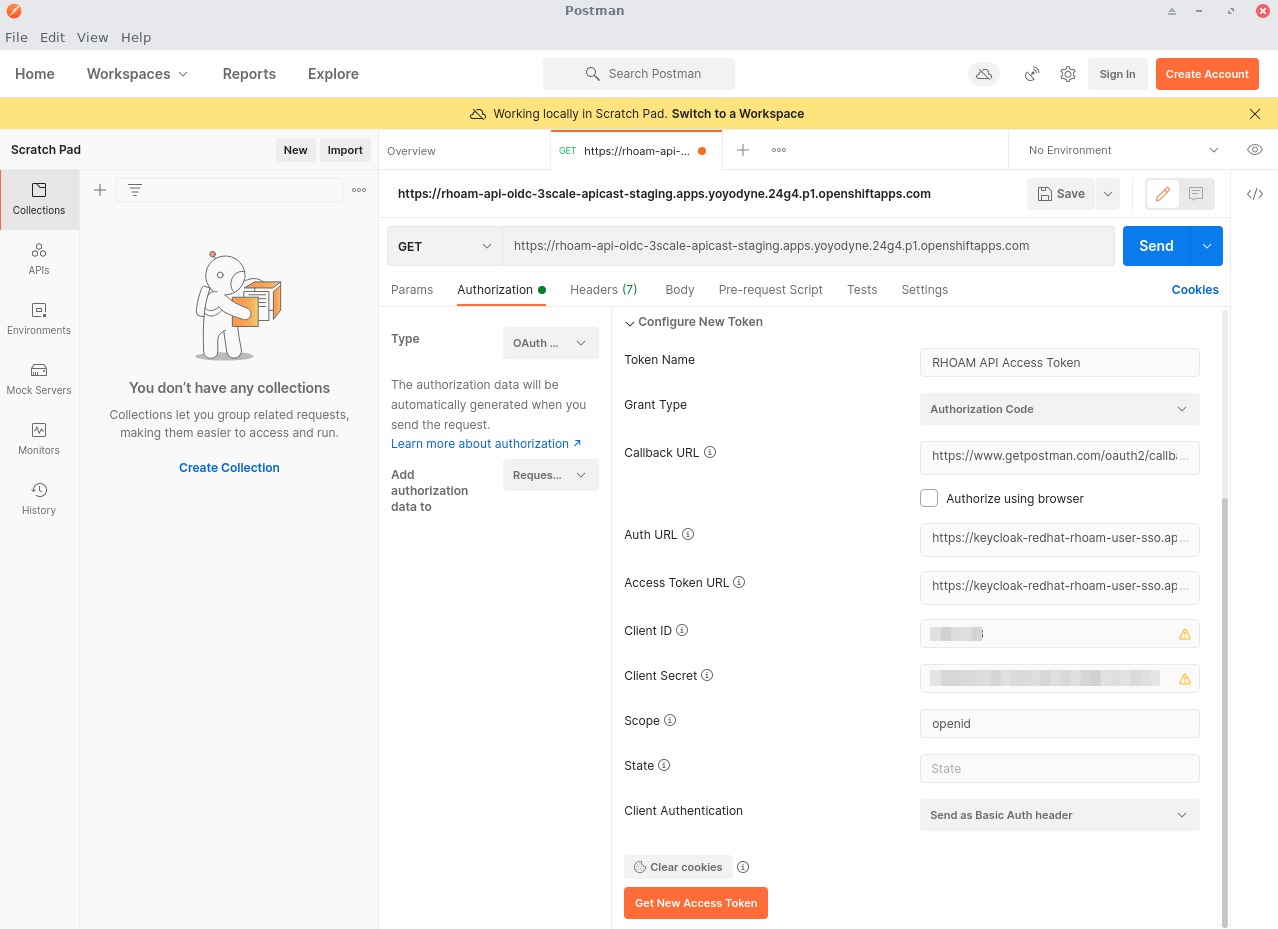 Postman
File Edit View Help
Home Workspaces Reports Explore Search Postman Sign In Create Account
Working locally in Scratch Pad. Switch to a Workspace
Scratch Pad New Import
Overview GET https://rhoam-api-... No Environment
Collections
APIs
Environments
Mock Servers
Monitors
History
You don’t have any collections
Collections let you group related requests,
making them easier to access and run.
Create Collection
https://rhoam-api-oidc-3scale-apicast-staging.apps.yoyodyne.24g4.p1.openshiftapps.com Save
GET https://rhoam-api-oidc-3scale-apicast-staging.apps.yoyodyne.24g4.p1.openshiftapps.com Send
Params Authorization Headers (7) Body Pre-request Script Tests Settings Cookies
Type OAuth ...
The authorization data will be
automatically generated when you
send the request.
Learn more about authorization ↗
Add
authorization
data to
Reques...
Configure New Token
Token Name RHOAM API Access Token
Grant Type Authorization Code
Callback URL https://www.getpostman.com/oauth2/callba...
Authorize using browser
Auth URL https://keycloak-redhat-rhoam-user-sso.ap...
Access Token URL https://keycloak-redhat-rhoam-user-sso.ap...
Client ID
Client Secret
Scope openid
State State
Client Authentication Send as Basic Auth header
Clear cookies
Get New Access Token